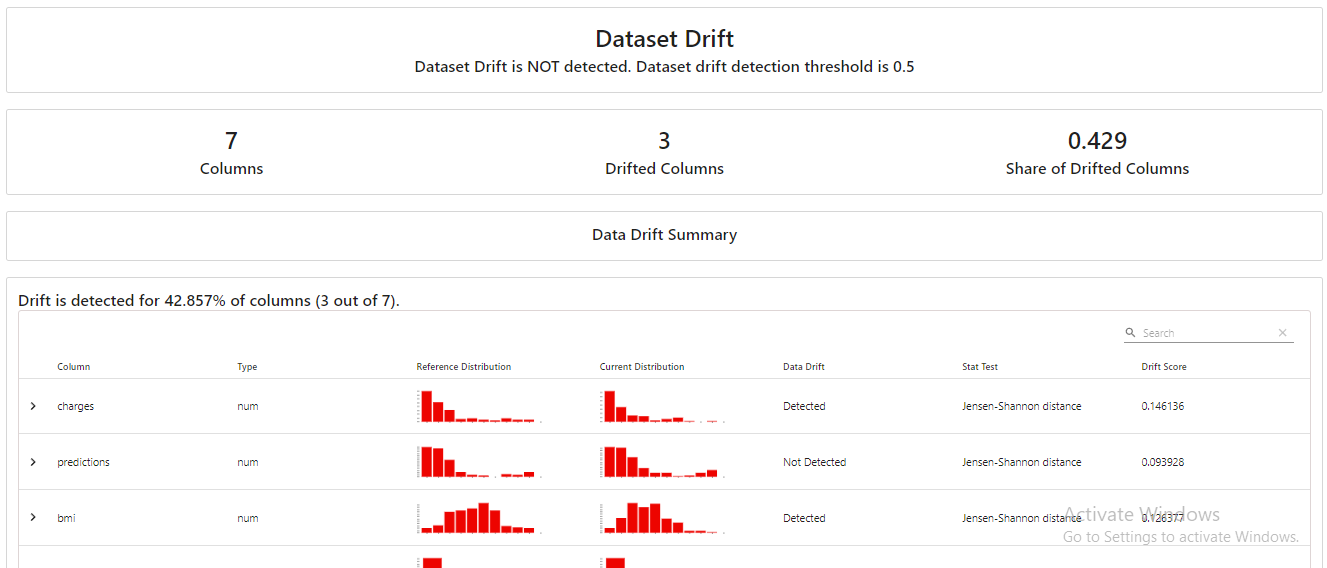 Dataset Drift
Dataset Drift is NOT detected. Dataset drift detection threshold is 0.5
7 3 0.429
Columns Drifted Columns Share of Drifted Columns
Data Drift Summary
Drift is detected for 42.857% of columns (3 out of 7).
Search
Column Type Reference Distribution Current Distribution Data Drift Stat Test Drift Score
charges num Detected Jensen-Shannon distance 0.146136
predictions num Not Detected Jensen-Shannon distance 0.093928
bmi num Detected Jensen-Shannon distance 0.126377
Activate Windows
Go to Settings to activate Windows.